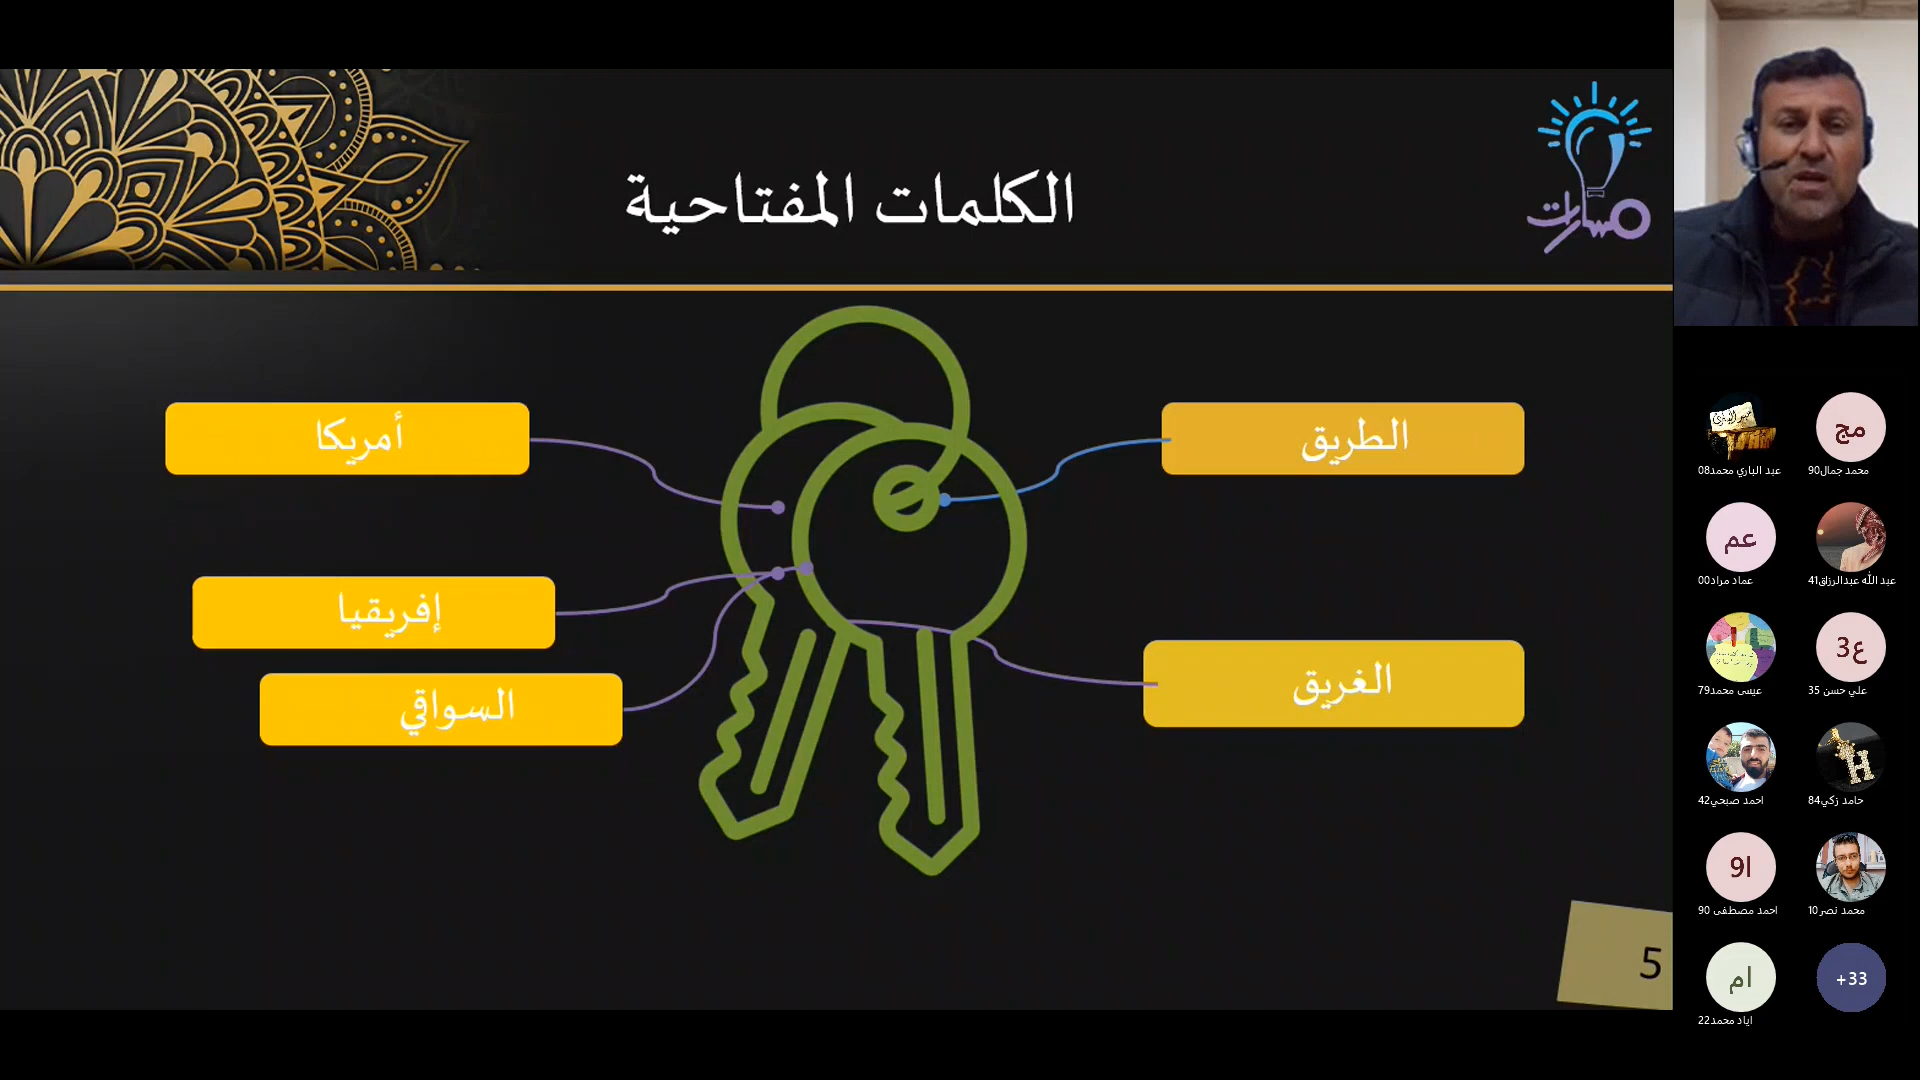 الكلمات المفتاحية
مسارات
الطريق
أمريكا
إفريقيا
الغريق
السواقي
5
مج
عبد الباري محمد08
محمد جمال90
عم
عماد مراد00
عبد الله عبدالرزاق41
ع3
عيسى محمد79
علي حسن 35
H
احمد صبحي42
حامد زكي84
ا9
احمد مصطفى 90
محمد نصر10
ام
+33
اياد محمد22